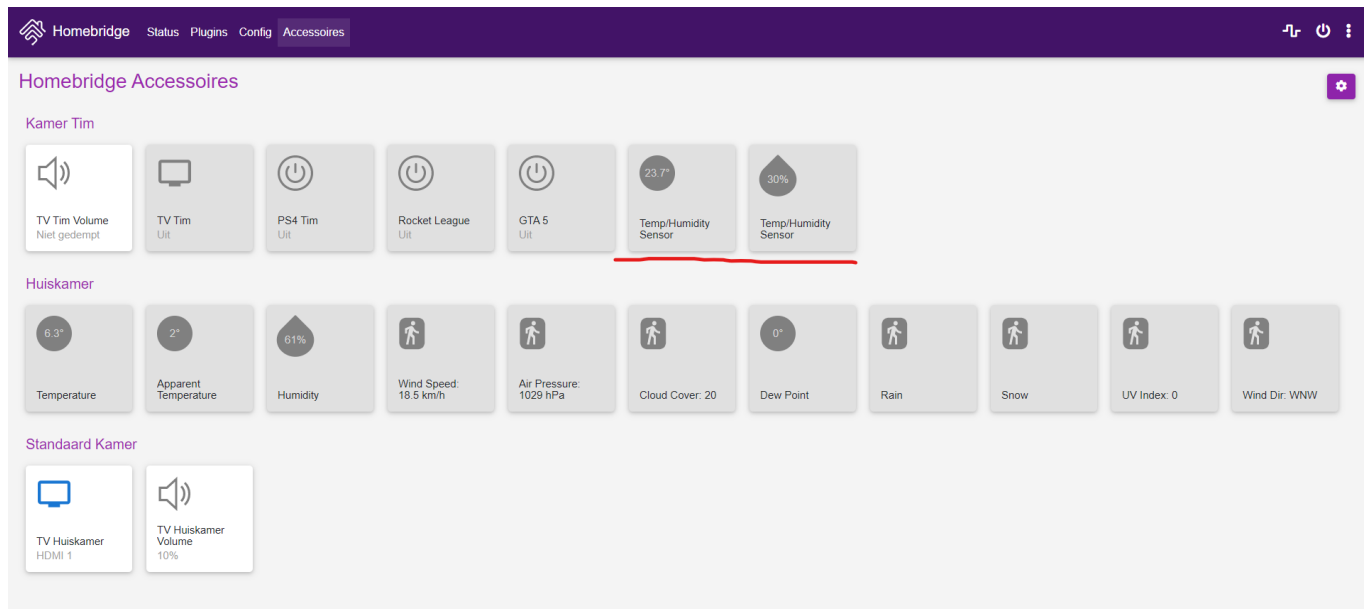 Homebridge Status Plugins Config Accessoires
Homebridge Accessoires
Kamer Tim
23.7°
30%
TV Tim Volume
Niet gedempt
TV Tim
Uit
PS4 Tim
Uit
Rocket League
Uit
GTA 5
Uit
Temp/Humidity
Sensor
Temp/Humidity
Sensor
Huiskamer
6.3°
2°
61%
0°
Temperature
Apparent
Temperature
Humidity
Wind Speed:
18.5 km/h
Air Pressure:
1029 hPa
Cloud Cover: 20
Dew Point
Rain
Snow
UV Index: 0
Wind Dir: WNW
Standaard Kamer
TV Huiskamer
HDMI 1
TV Huiskamer
Volume
10%